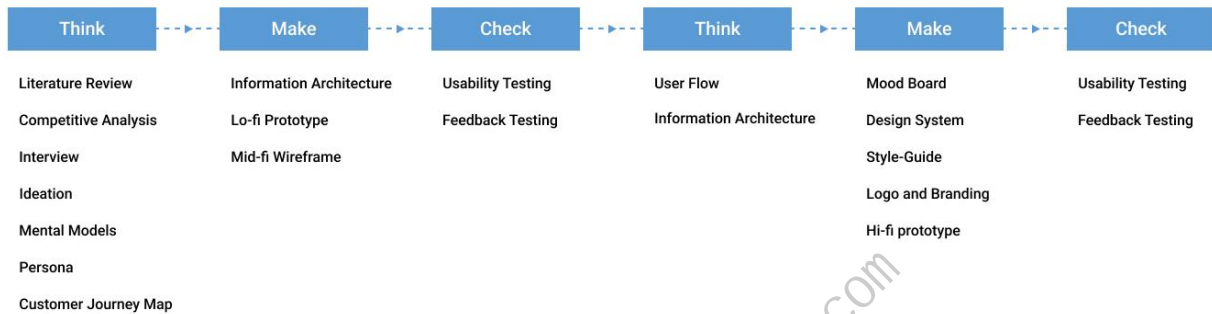 Think
Make
Check
Think
Make
Check
Literature Review
Competitive Analysis
Interview
Ideation
Mental Models
Persona
Customer Journey Map
Information Architecture
Lo-fi Prototype
Mid-fi Wireframe
Usability Testing
Feedback Testing
User Flow
Information Architecture
Mood Board
Design System
Style-Guide
Logo and Branding
Hi-fi prototype
Usability Testing
Feedback Testing
.com